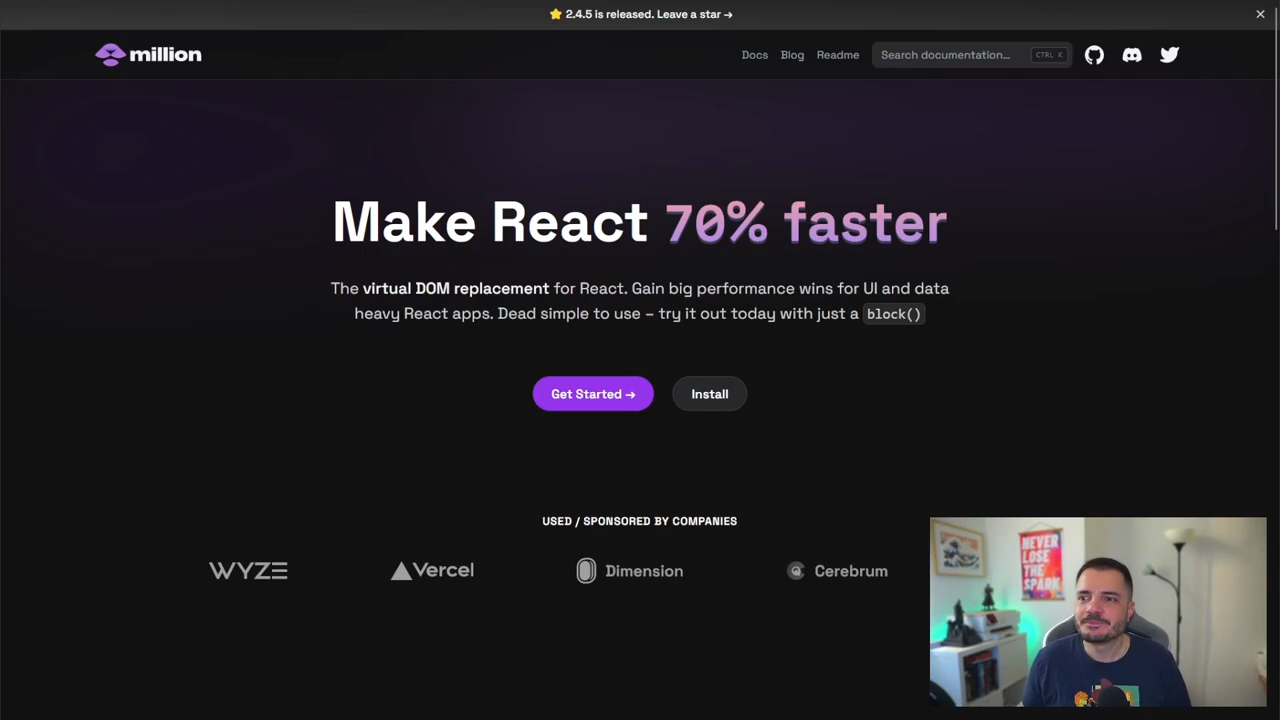 ⭐ 2.4.5 is released. Leave a star →
million
Docs Blog Readme Search documentation... CTRL K
Make React 70% faster
The virtual DOM replacement for React. Gain big performance wins for UI and data
heavy React apps. Dead simple to use – try it out today with just a block()
Get Started → Install
USED / SPONSORED BY COMPANIES
WYZE Vercel Dimension Cerebrum
NEVER
LOSE
THE
SPARK